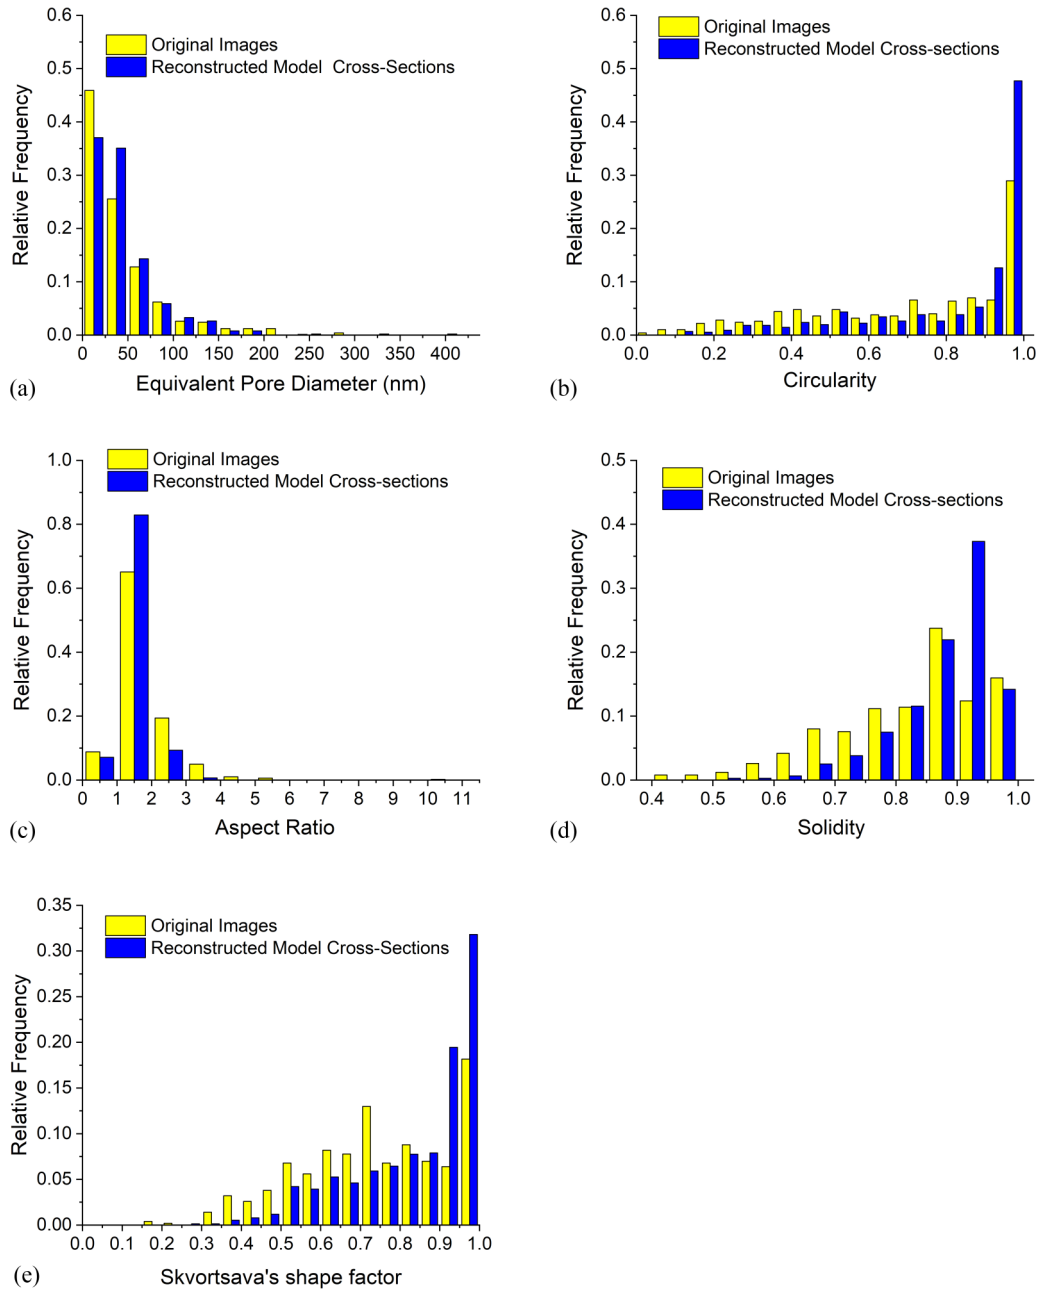 0.6
0.5
0.4
0.3
0.2
0.1
0.0
Relative Frequency
Original Images
Reconstructed Model Cross-Sections
0 50 100 150 200 250 300 350 400
Equivalent Pore Diameter (nm)
(a)
0.6
0.5
0.4
0.3
0.2
0.1
0.0
Relative Frequency
Original Images
Reconstructed Model Cross-sections
0.0 0.2 0.4 0.6 0.8 1.0
Circularity
(b)
1.0
0.8
0.6
0.4
0.2
0.0
Relative Frequency
Original Images
Reconstructed Model Cross-sections
0 1 2 3 4 5 6 7 8 9 10 11
Aspect Ratio
(c)
0.5
0.4
0.3
0.2
0.1
0.0
Relative Frequency
Original Images
Reconstructed Model Cross-sections
0.4 0.5 0.6 0.7 0.8 0.9 1.0
Solidity
(d)
0.35
0.30
0.25
0.20
0.15
0.10
0.05
0.00
Relative Frequency
Original Images
Reconstructed Model Cross-Sections
0.0 0.1 0.2 0.3 0.4 0.5 0.6 0.7 0.8 0.9 1.0
Skvortsava's shape factor
(e)